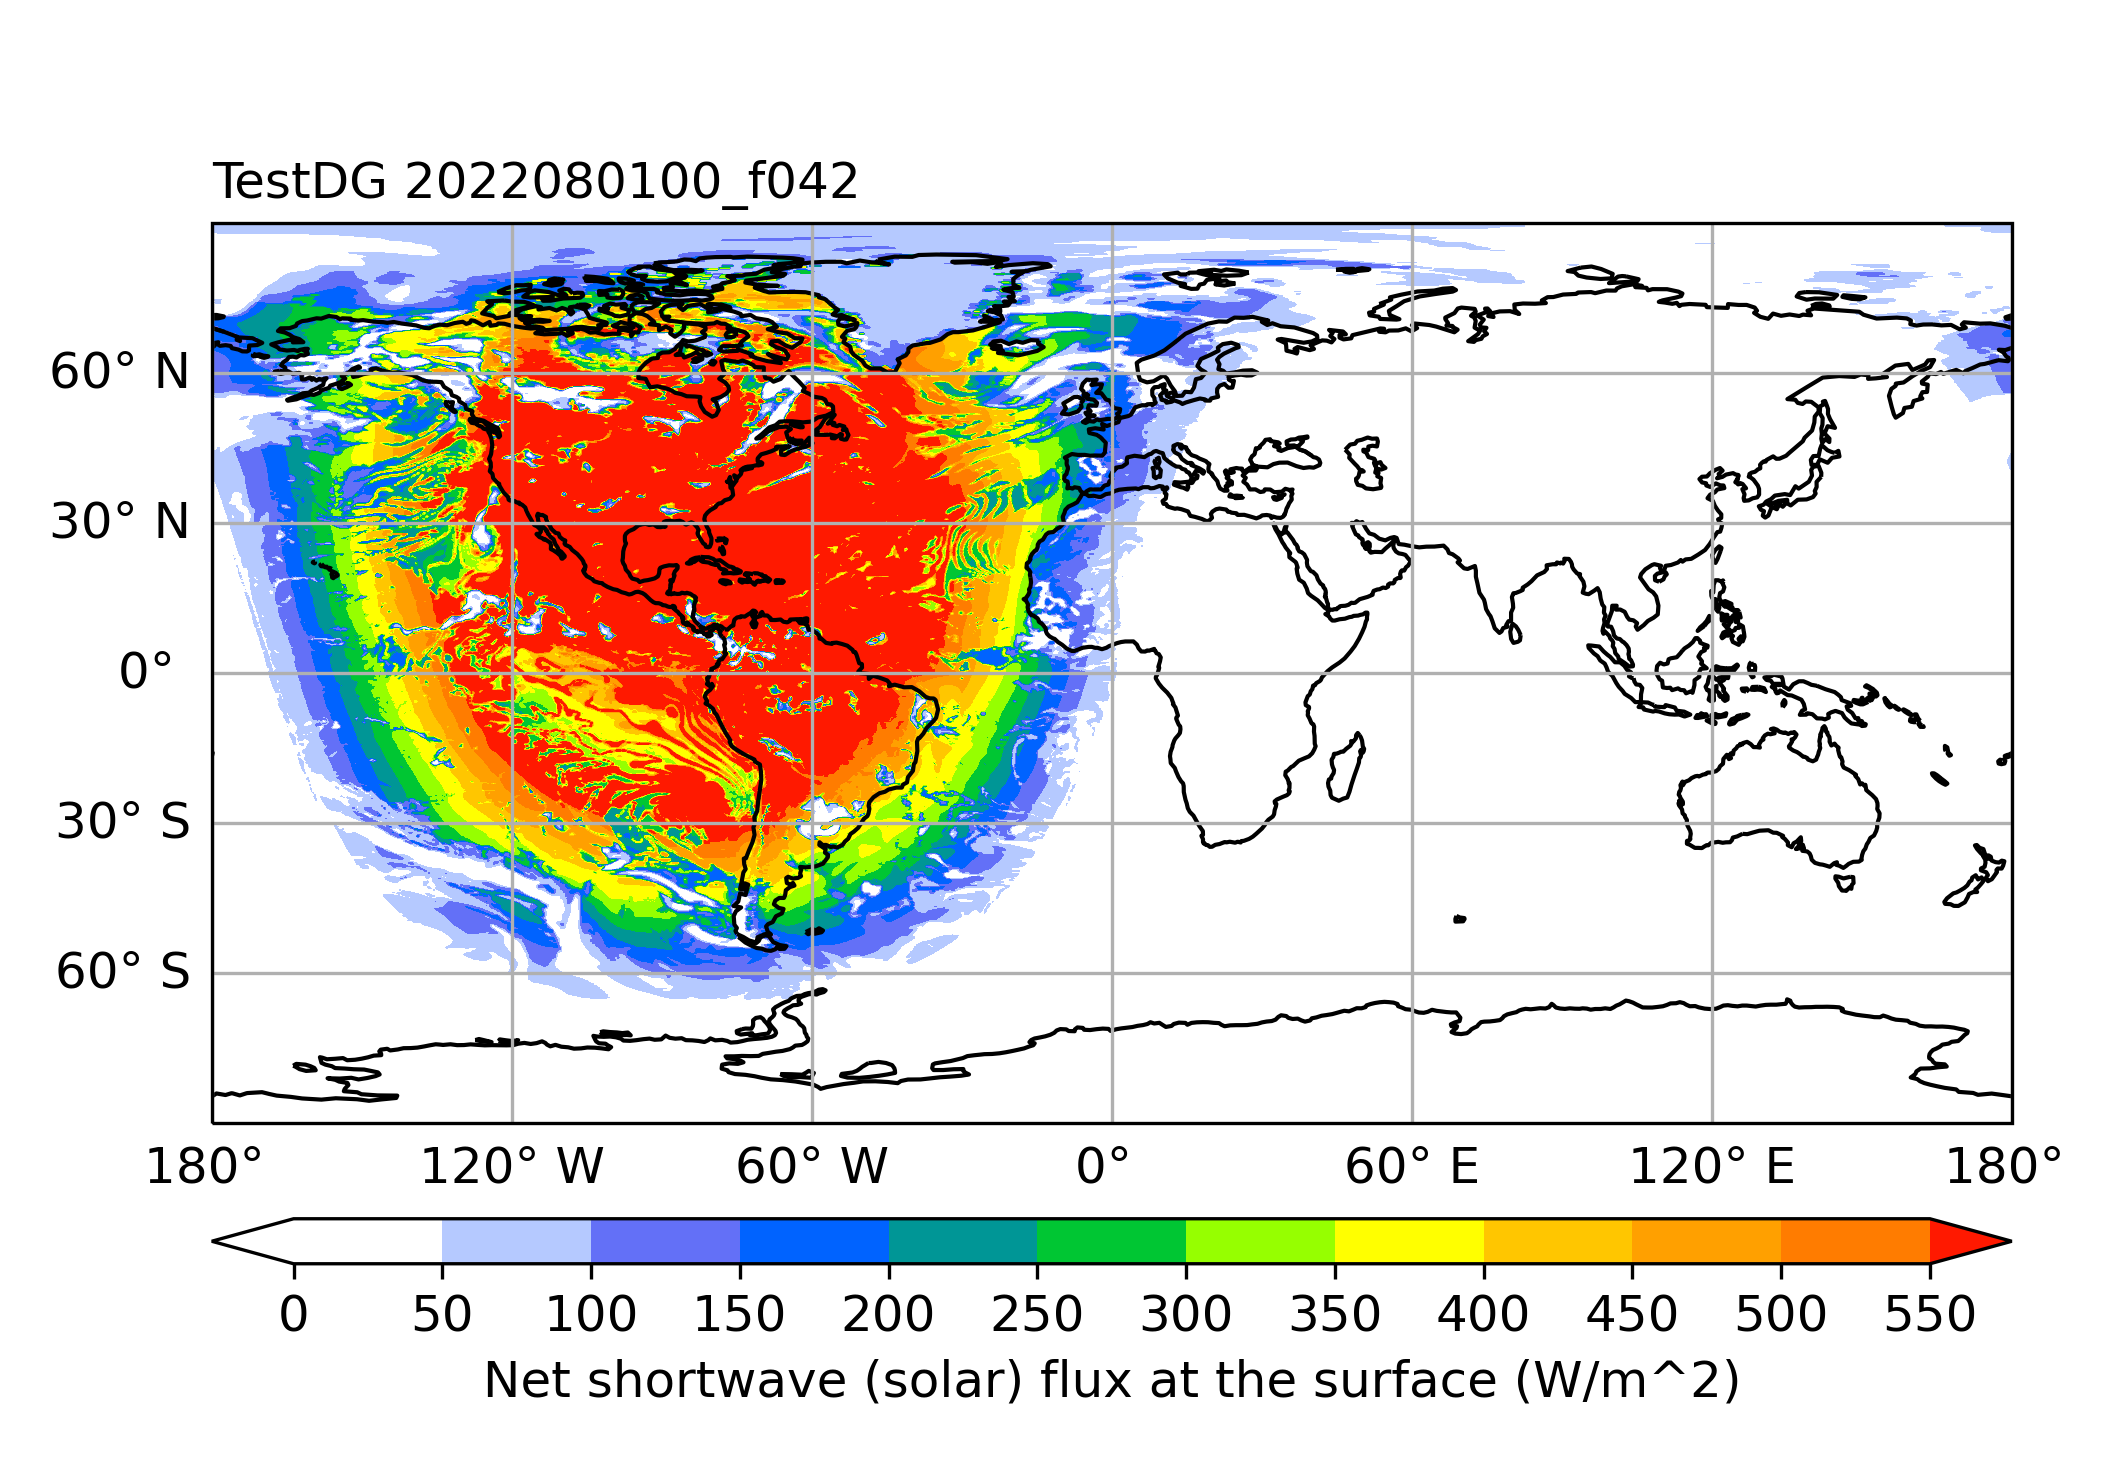 TestDG 2022080100_f042
60° N
30° N
0°
30° S
60° S
180° 120° W 60° W 0° 60° E 120° E 180°
0 50 100 150 200 250 300 350 400 450 500 550
Net shortwave (solar) flux at the surface (W/m^2)